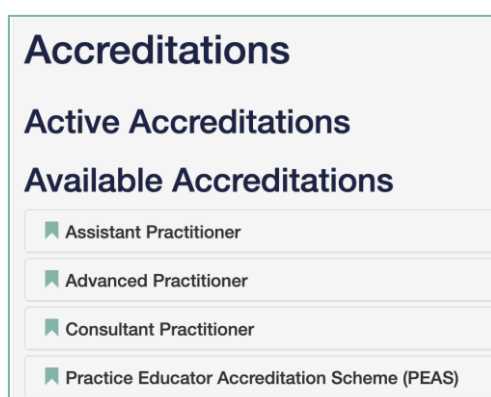 Accreditations
Active Accreditations
Available Accreditations
Assistant Practitioner
Advanced Practitioner
Consultant Practitioner
Practice Educator Accreditation Scheme (PEAS)